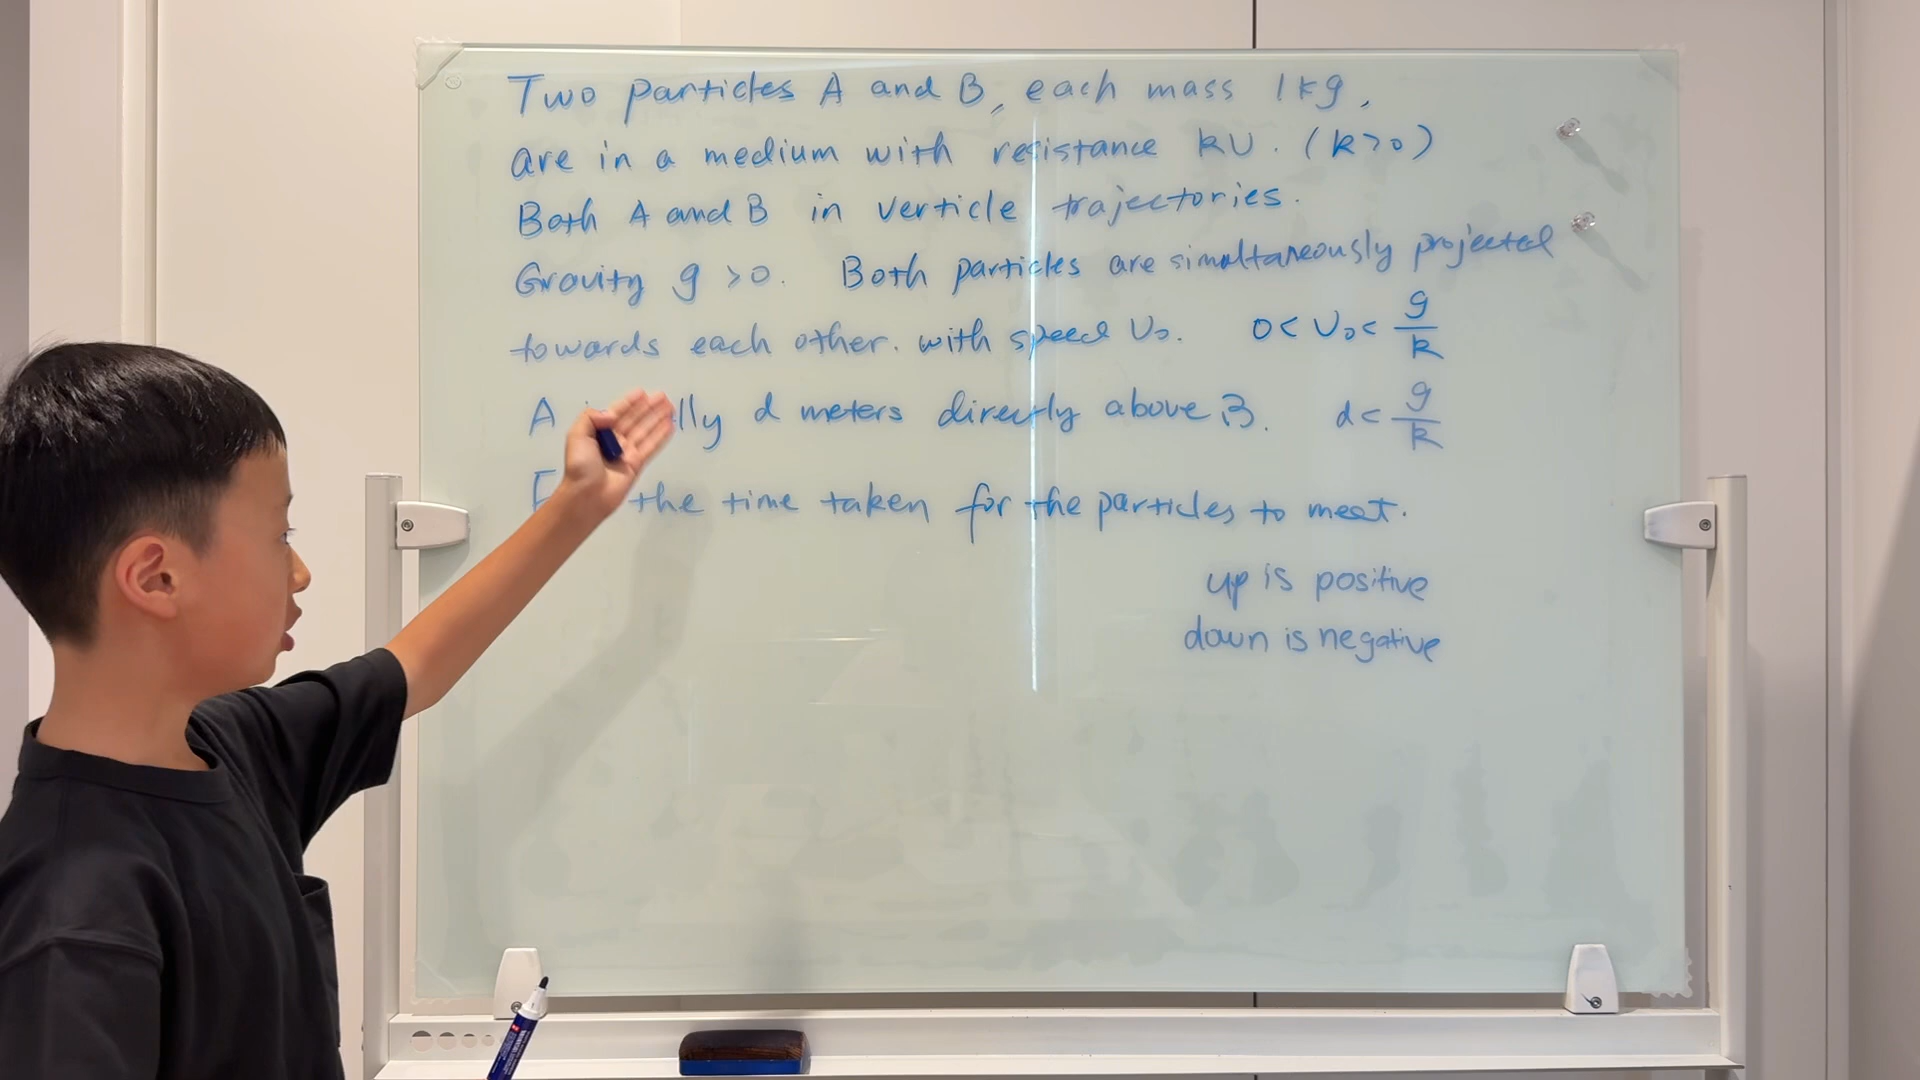 Two particles A and B, each mass 1kg,
are in a medium with resistance kv. (k>0)
Both A and B in verticle trajectories.
Gravity g >0. Both particles are simultaneously projected
towards each other. with speed v₀. 0< v₀< g/k
A d meters directly above B. d< g/k
the time taken for the particles to meet.
up is positive
down is negative